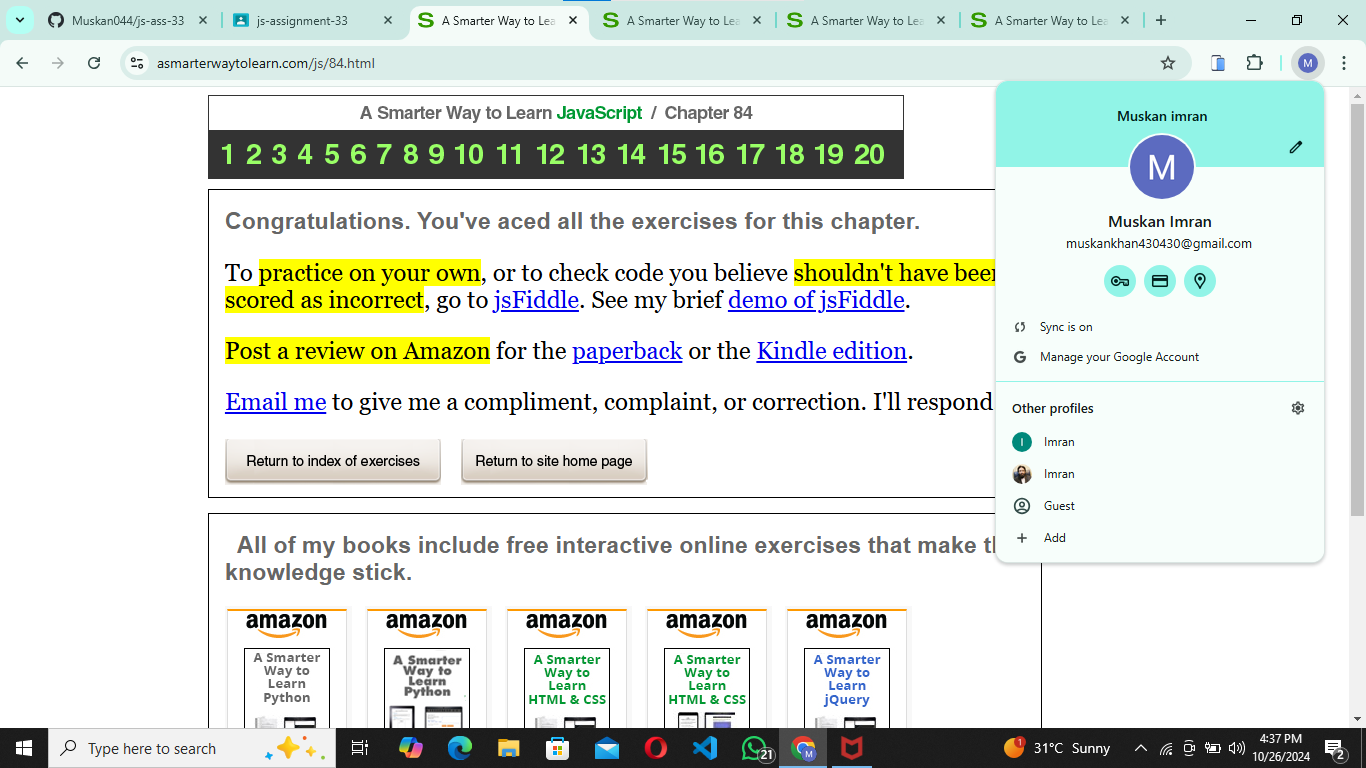 Muskan044/js-ass-33
js-assignment-33
A Smarter Way to Lea
A Smarter Way to Lea
A Smarter Way to Lea
A Smarter Way to Lea
asmarterwaytolearn.com/js/84.html
M
A Smarter Way to Learn JavaScript / Chapter 84
1 2 3 4 5 6 7 8 9 10 11 12 13 14 15 16 17 18 19 20
Congratulations. You've aced all the exercises for this chapter.
To practice on your own, or to check code you believe shouldn't have been
scored as incorrect, go to jsFiddle. See my brief demo of jsFiddle.
Post a review on Amazon for the paperback or the Kindle edition.
Email me to give me a compliment, complaint, or correction. I'll respond
Return to index of exercises
Return to site home page
All of my books include free interactive online exercises that make
knowledge stick.
amazon
A Smarter
Way to
Learn
Python
amazon
A Smarter
Way to
Learn
Python
amazon
A Smarter
Way to
Learn
HTML & CSS
amazon
A Smarter
Way to
Learn
HTML & CSS
amazon
A Smarter
Way to
Learn
jQuery
Muskan imran
M
Muskan Imran
muskankhan430430@gmail.com
Sync is on
G
Manage your Google Account
Other profiles
I
Imran
Imran
Guest
Add
Type here to search
21
M
1
31°C Sunny
4:37 PM
10/26/2024
2